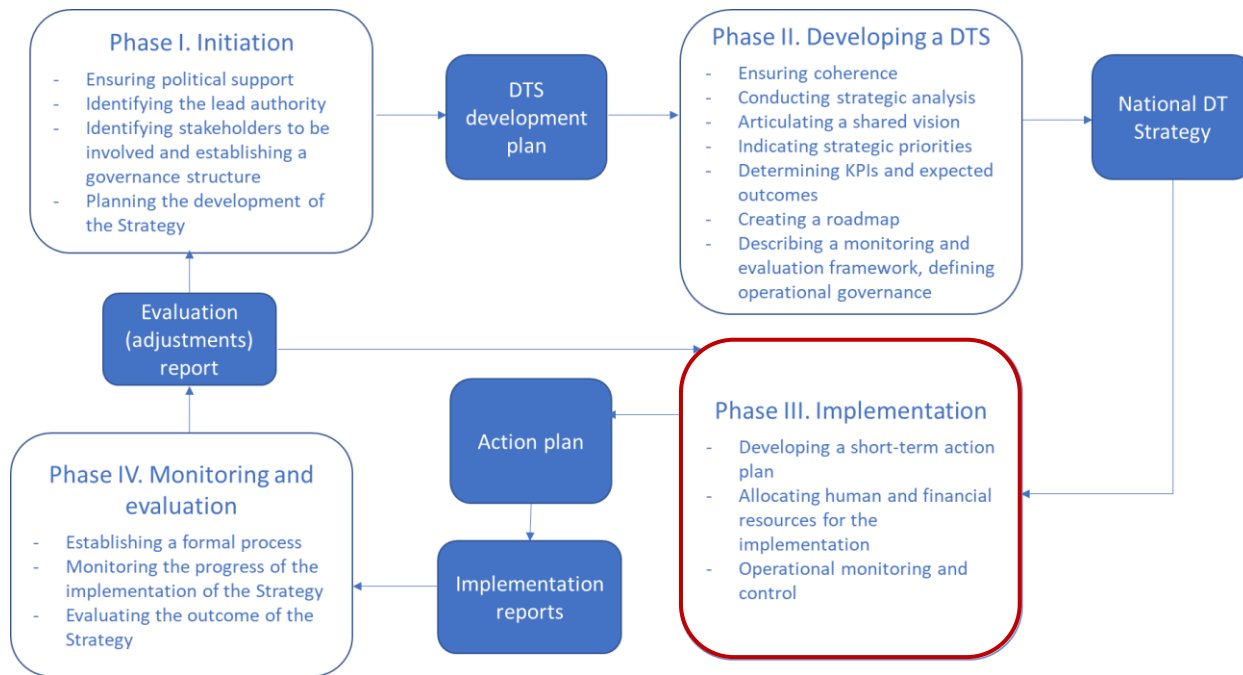 Phase I. Initiation
- Ensuring political support
- Identifying the lead authority
- Identifying stakeholders to be
involved and establishing a
governance structure
- Planning the development of
the Strategy
DTS
development
plan
Phase II. Developing a DTS
- Ensuring coherence
- Conducting strategic analysis
- Articulating a shared vision
- Indicating strategic priorities
- Determining KPIs and expected
outcomes
- Creating a roadmap
- Describing a monitoring and
evaluation framework, defining
operational governance
National DT
Strategy
Phase III. Implementation
- Developing a short-term action
plan
- Allocating human and financial
resources for the
implementation
- Operational monitoring and
control
Action plan
Implementation
reports
Phase IV. Monitoring and
evaluation
- Establishing a formal process
- Monitoring the progress of the
implementation of the Strategy
- Evaluating the outcome of the
Strategy
Evaluation
(adjustments)
report